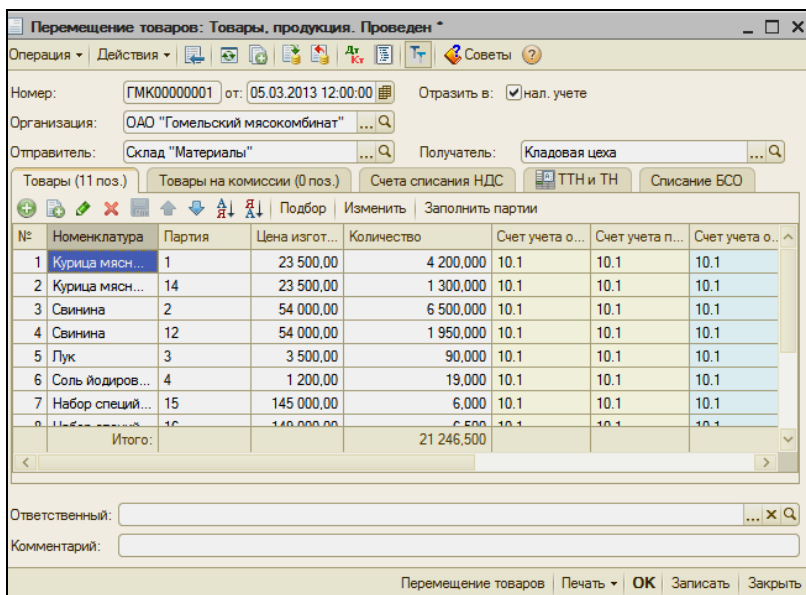 Перемещение товаров: Товары, продукция. Проведен *
Операция Действия Советы
Номер: ГМК00000001 от: 05.03.2013 12:00:00 Отразить в: нал. учете
Организация: ОАО "Гомельский мясокомбинат" ...
Отправитель: Склад "Материалы" ... Получатель: Кладовая цеха ...
Товары (11 поз.) Товары на комиссии (0 поз.) Счета списания НДС ТТН и ТН Списание БСО
Подбор Изменить Заполнить партии
№ Номенклатура Партия Цена изгот... Количество Счет учета о... Счет учета п... Счет учета о...
1 Курица мясн... 1 23 500,00 4 200,000 10.1 10.1 10.1
2 Курица мясн... 14 23 500,00 1 300,000 10.1 10.1 10.1
3 Свинина 2 54 000,00 6 500,000 10.1 10.1 10.1
4 Свинина 12 54 000,00 1 950,000 10.1 10.1 10.1
5 Лук 3 3 500,00 90,000 10.1 10.1 10.1
6 Соль йодиров... 4 1 200,00 19,000 10.1 10.1 10.1
7 Набор специй... 15 145 000,00 6,000 10.1 10.1 10.1
Итого: 21 246,500
Ответственный: ...
Комментарий:
Перемещение товаров Печать OK Записать Закрыть